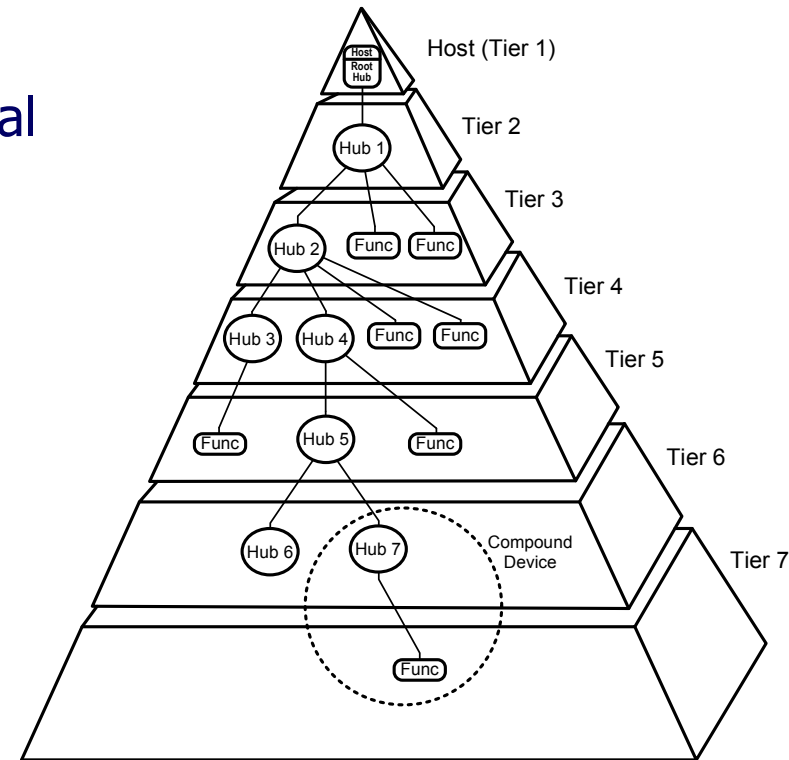 Host (Tier 1)
Host
Root
Hub
al
Tier 2
Hub 1
Tier 3
Hub 2
Func
Func
Tier 4
Hub 3
Hub 4
Func
Func
Tier 5
Func
Hub 5
Func
Tier 6
Hub 6
Hub 7
Compound
Device
Tier 7
Func